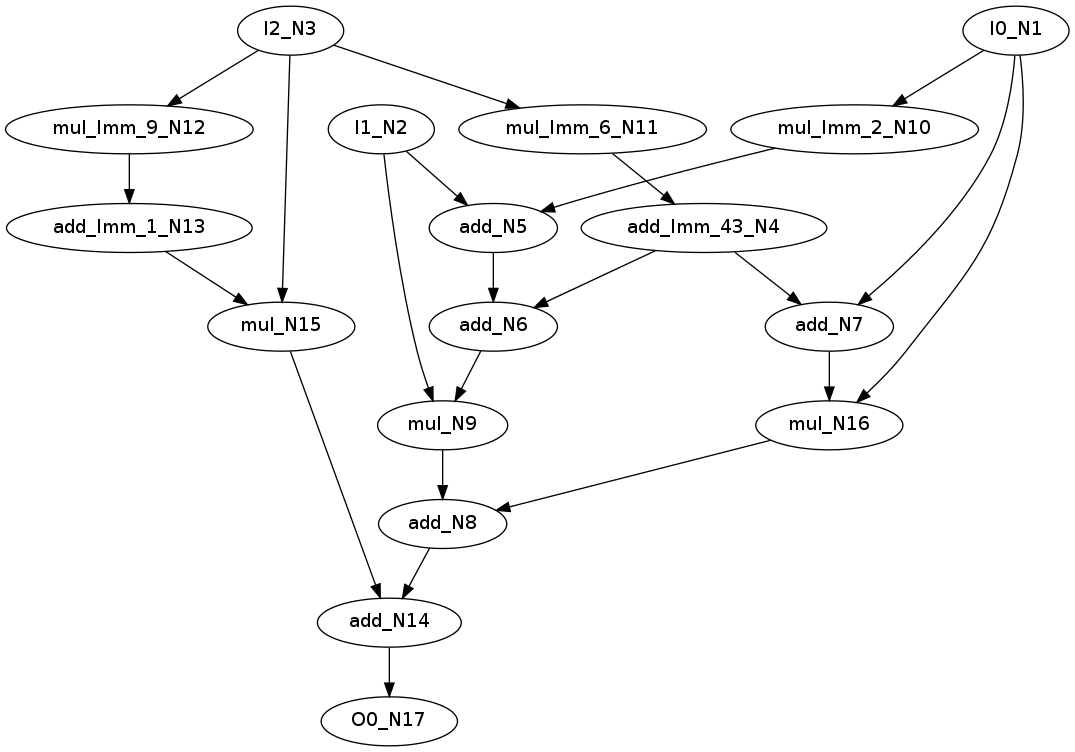 I2_N3
I0_N1
mul_Imm_9_N12
I1_N2
mul_Imm_6_N11
mul_Imm_2_N10
add_Imm_1_N13
add_N5
add_Imm_43_N4
mul_N15
add_N6
add_N7
mul_N9
mul_N16
add_N8
add_N14
O0_N17